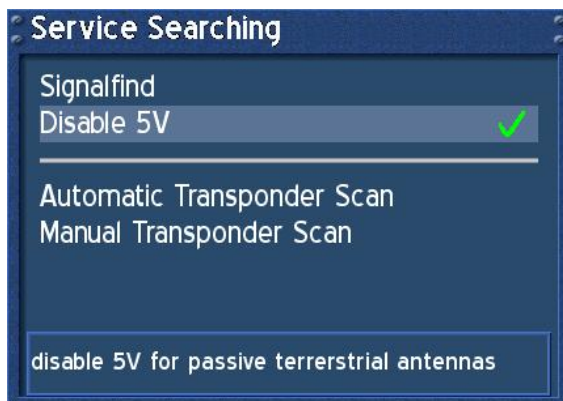 Service Searching
Signalfind
Disable 5V
Automatic Transponder Scan
Manual Transponder Scan
disable 5V for passive terrerstrial antennas